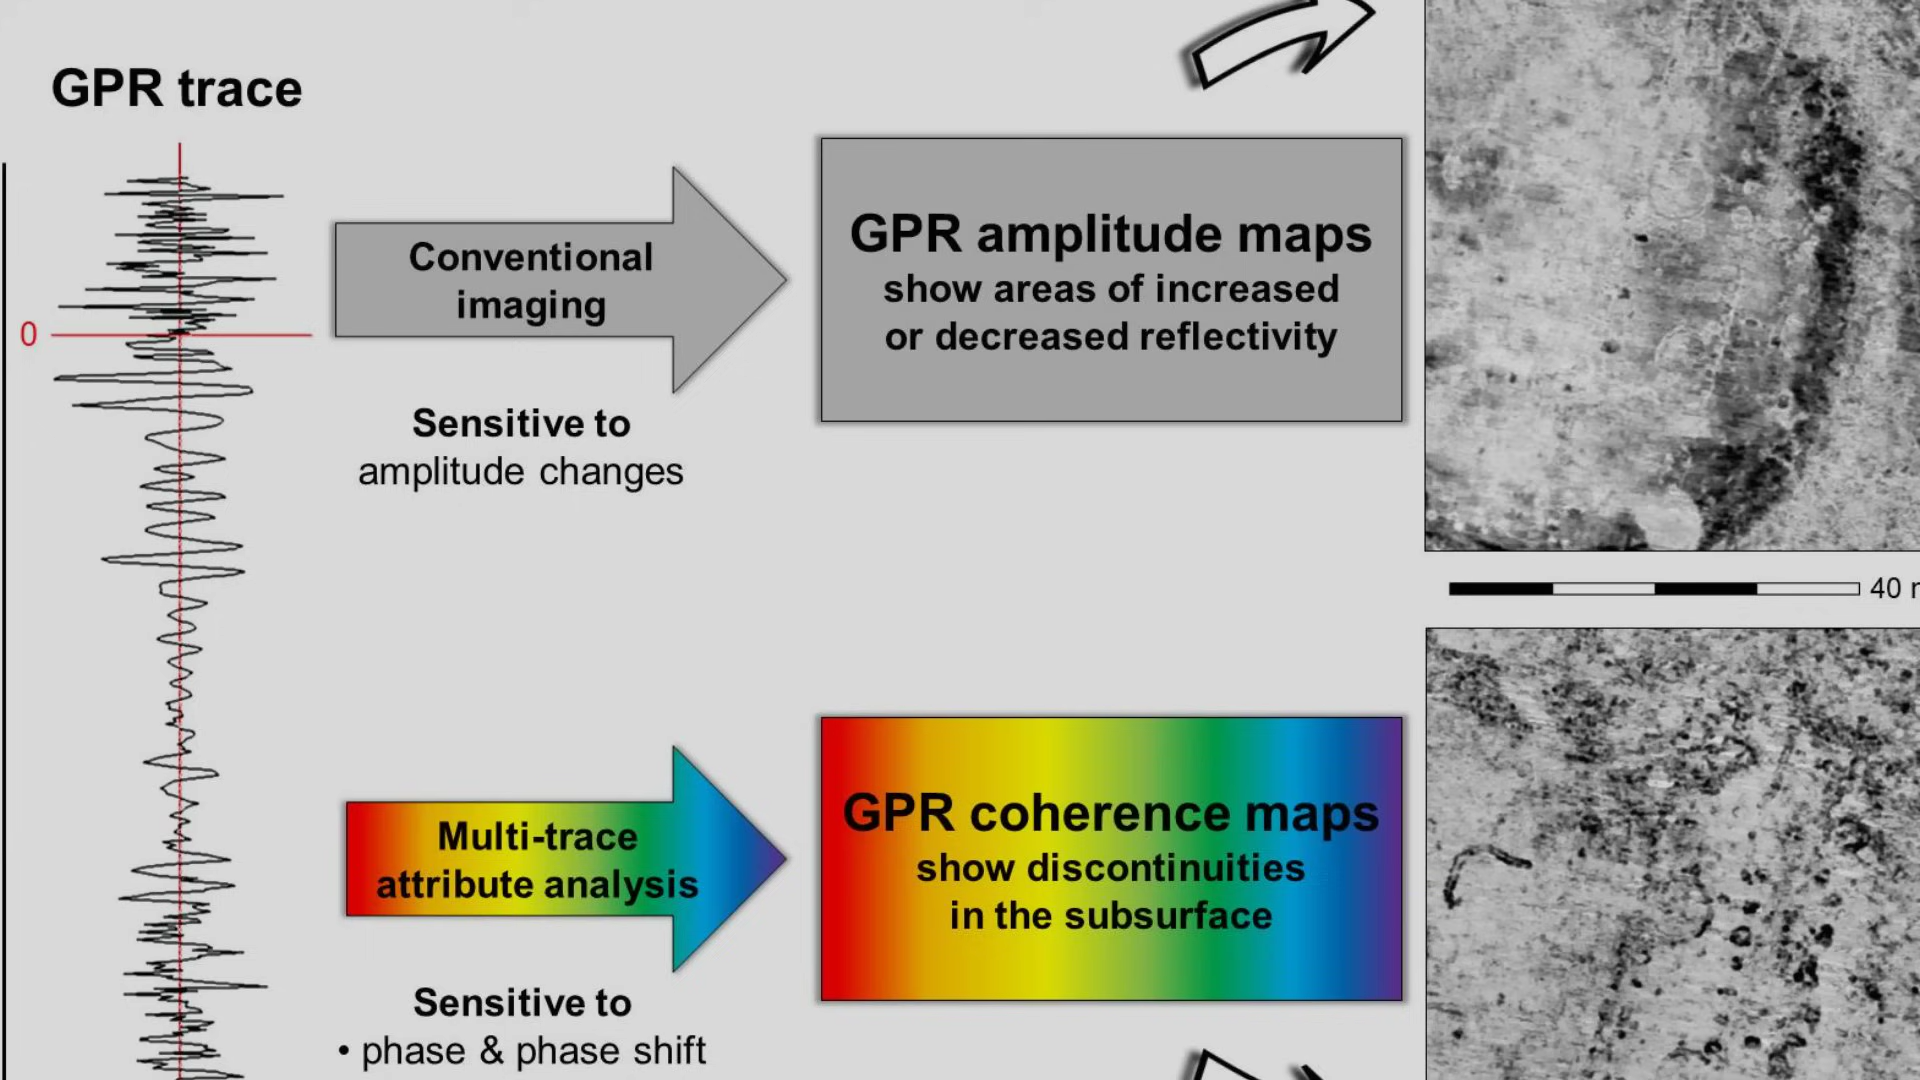 GPR trace
0
Conventional
imaging
Sensitive to
amplitude changes
GPR amplitude maps
show areas of increased
or decreased reflectivity
40
Multi-trace
attribute analysis
Sensitive to
• phase & phase shift
GPR coherence maps
show discontinuities
in the subsurface